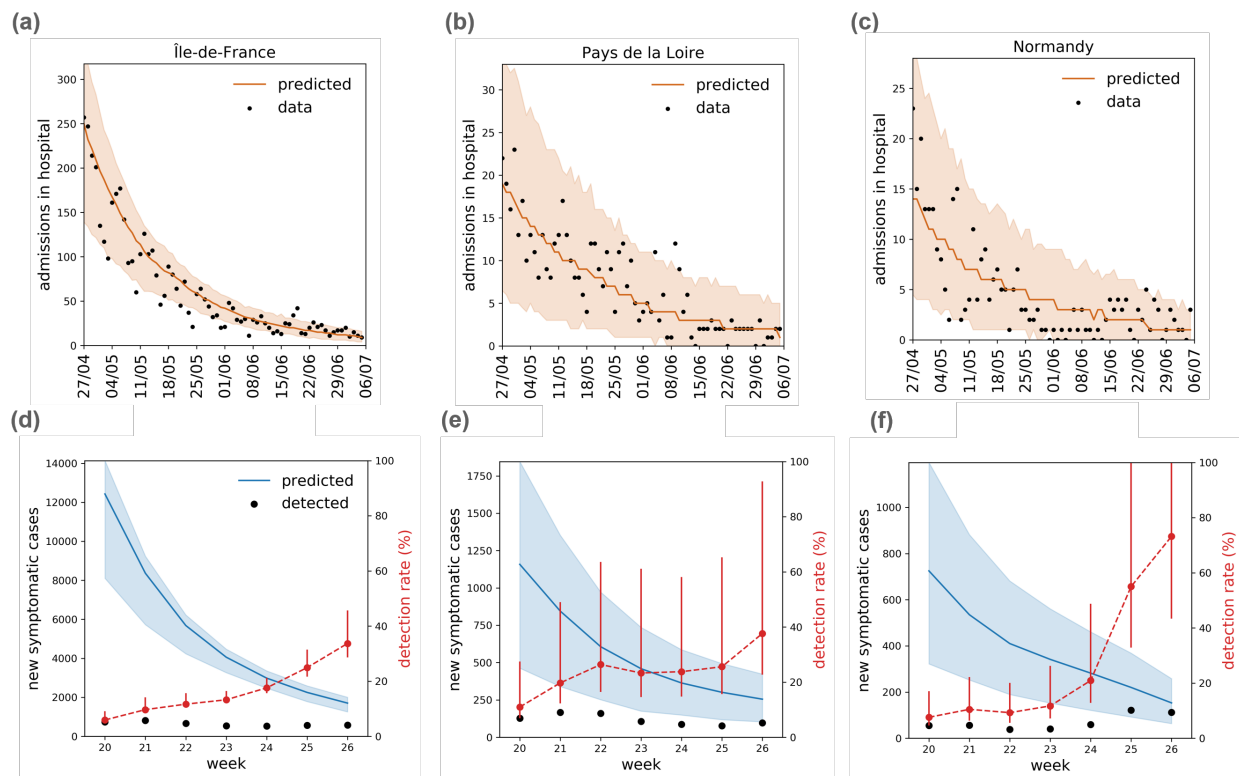 (a)
Île-de-France
predicted
data
300
250
200
150
100
50
0
admissions in hospital
27/04
04/05
11/05
18/05
25/05
01/06
08/06
15/06
22/06
29/06
06/07
(b)
Pays de la Loire
predicted
data
30
25
20
15
10
5
0
admissions in hospital
27/04
04/05
11/05
18/05
25/05
01/06
08/06
15/06
22/06
29/06
06/07
(c)
Normandy
predicted
data
25
20
15
10
5
0
admissions in hospital
27/04
04/05
11/05
18/05
25/05
01/06
08/06
15/06
22/06
29/06
06/07
(d)
predicted
detected
14000
12000
10000
8000
6000
4000
2000
0
new symptomatic cases
100
80
60
40
20
0
detection rate (%)
20 21 22 23 24 25 26
week
(e)
1750
1500
1250
1000
750
500
250
0
new symptomatic cases
100
80
60
40
20
0
detection rate (%)
20 21 22 23 24 25 26
week
(f)
1000
800
600
400
200
0
new symptomatic cases
100
80
60
40
20
0
detection rate (%)
20 21 22 23 24 25 26
week